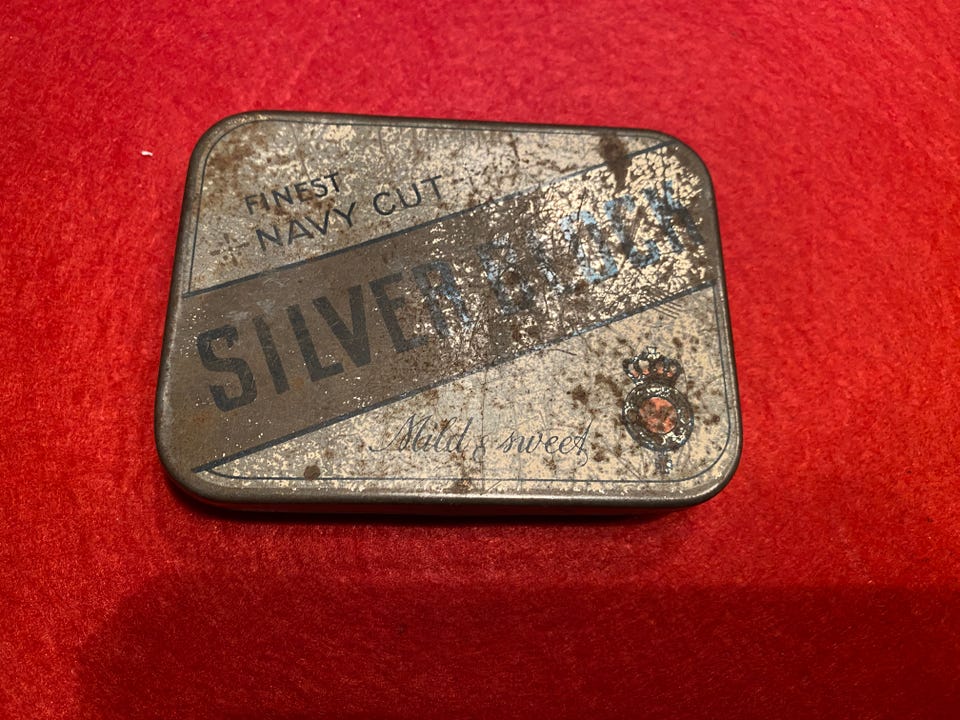 FINEST
NAVY CUT
SILVER BLOCK
Mild & sweet